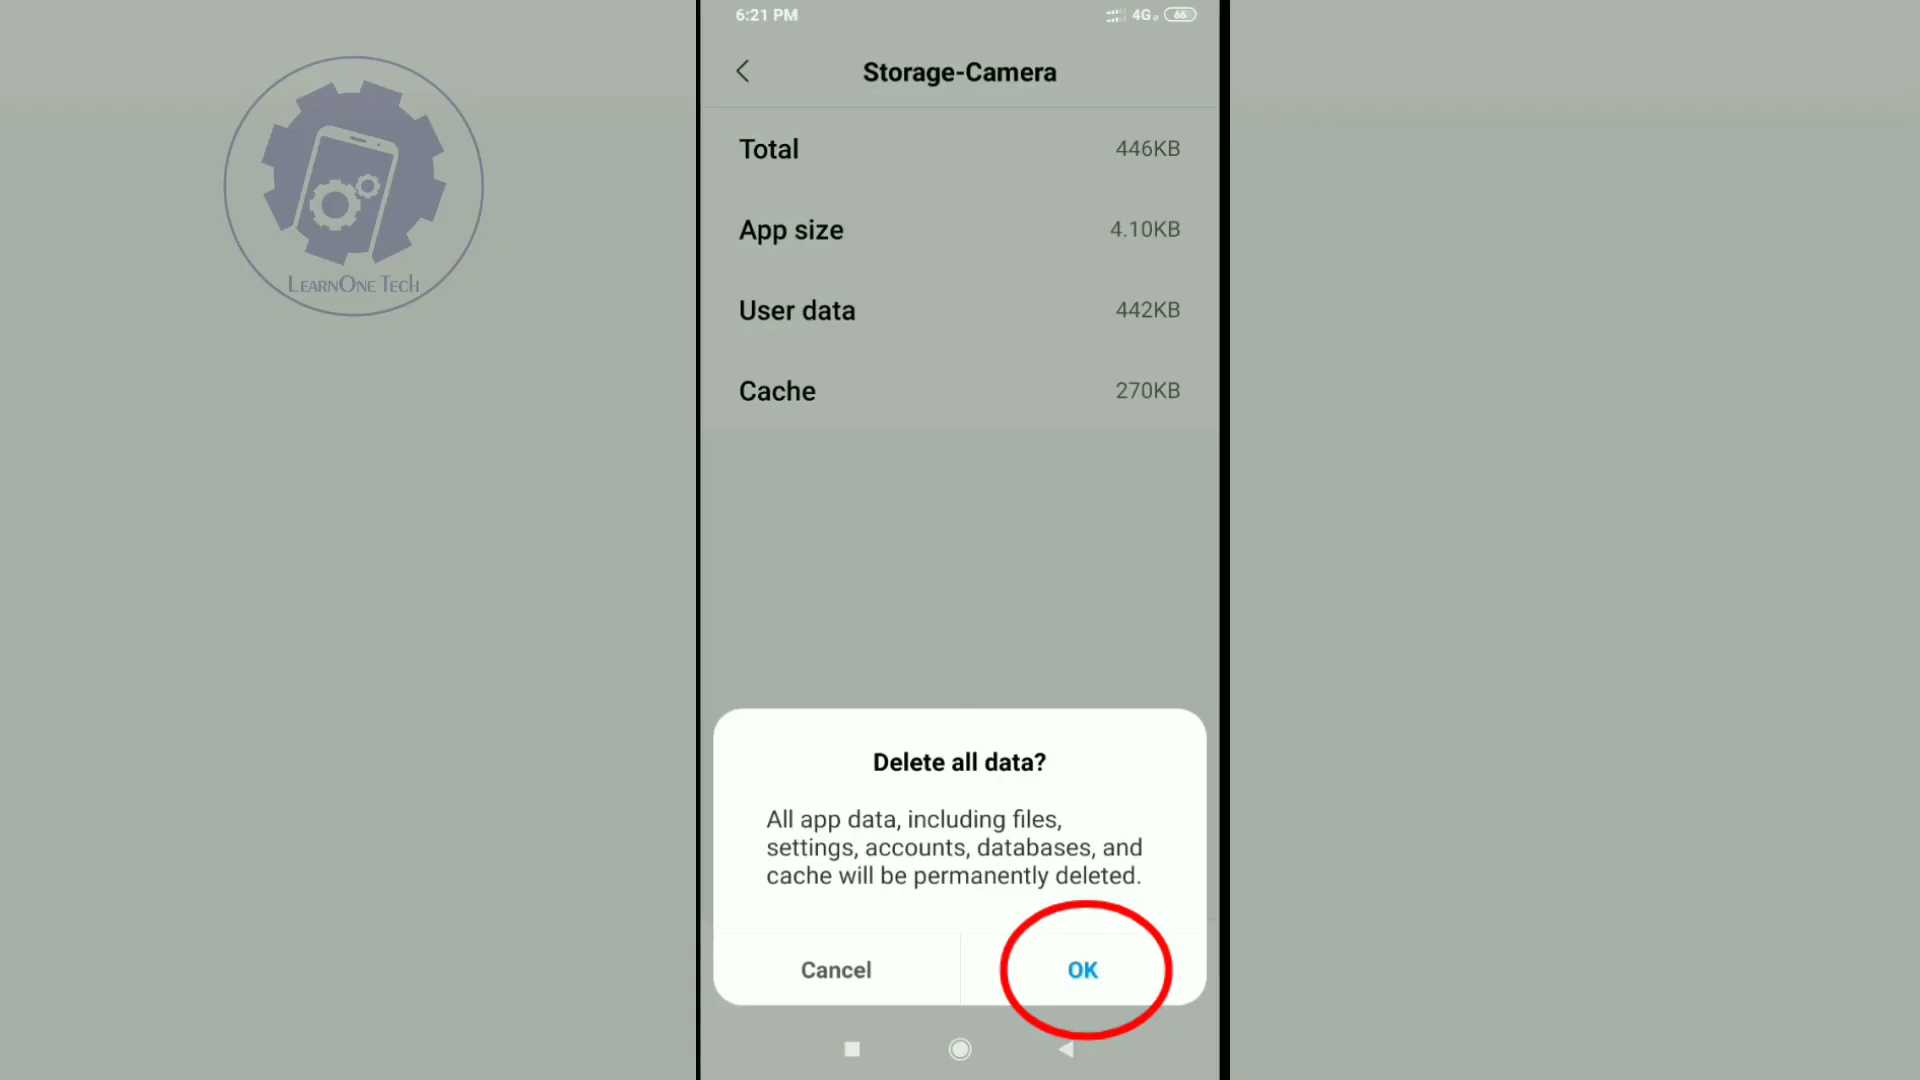 6:21 PM
4G 66
Storage-Camera
Total 446KB
App size 4.10KB
User data 442KB
Cache 270KB
LearnOne Tech
Delete all data?
All app data, including files,
settings, accounts, databases, and
cache will be permanently deleted.
Cancel OK